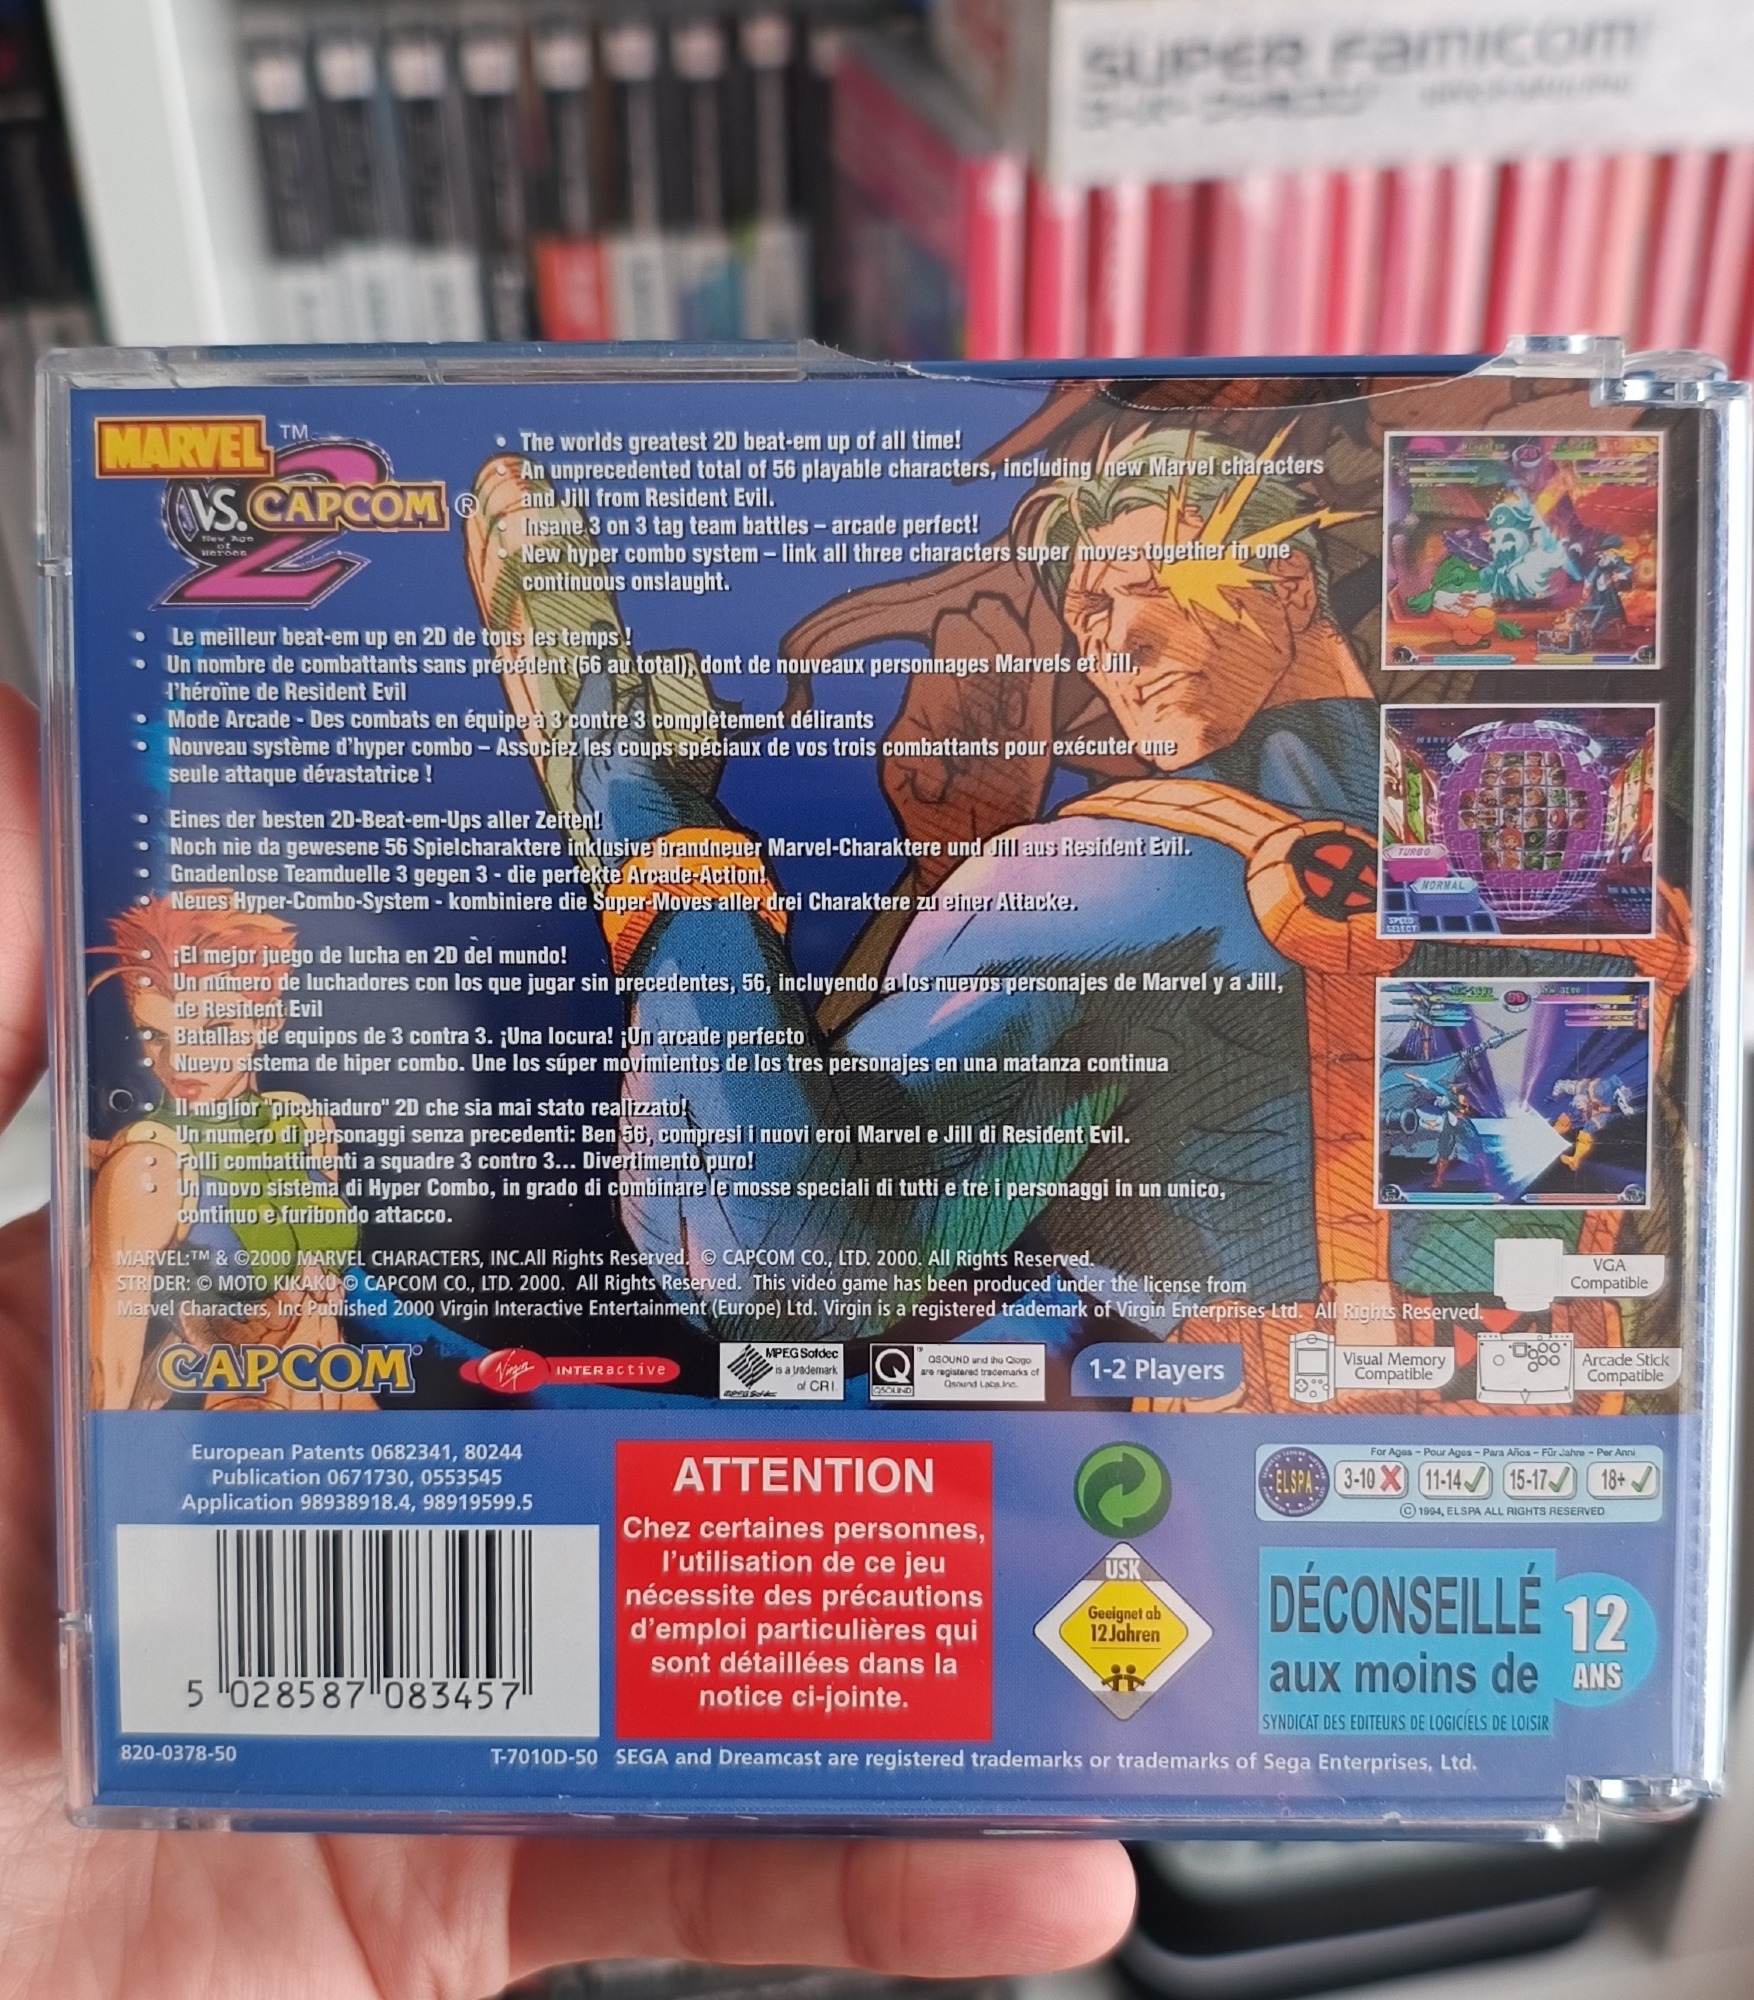 SUPER FAMICOM
MARVEL TM
VS. CAPCOM ®
2
New Age
of
Heroes
• The worlds greatest 2D beat-em up of all time!
• An unprecedented total of 56 playable characters, including new Marvel characters
and Jill from Resident Evil.
• Insane 3 on 3 tag team battles – arcade perfect!
• New hyper combo system – link all three characters super moves together in one
continuous onslaught.
• Le meilleur beat-em up en 2D de tous les temps !
• Un nombre de combattants sans précédent (56 au total), dont de nouveaux personnages Marvels et Jill,
l'héroïne de Resident Evil
• Mode Arcade - Des combats en équipe à 3 contre 3 complètement délirants
• Nouveau système d'hyper combo – Associez les coups spéciaux de vos trois combattants pour exécuter une
seule attaque dévastatrice !
• Eines der besten 2D-Beat-em-Ups aller Zeiten!
• Noch nie da gewesene 56 Spielcharaktere inklusive brandneuer Marvel-Charaktere und Jill aus Resident Evil.
• Gnadenlose Teamduelle 3 gegen 3 - die perfekte Arcade-Action!
• Neues Hyper-Combo-System - kombiniere die Super-Moves aller drei Charaktere zu einer Attacke.
• ¡El mejor juego de lucha en 2D del mundo!
• Un número de luchadores con los que jugar sin precedentes, 56, incluyendo a los nuevos personajes de Marvel y a Jill,
de Resident Evil
• Batallas de equipos de 3 contra 3. ¡Una locura! ¡Un arcade perfecto
• Nuevo sistema de hiper combo. Une los súper movimientos de los tres personajes en una matanza continua
• Il miglior "picchiaduro" 2D che sia mai stato realizzato!
• Un numero di personaggi senza precedenti: Ben 56, compresi i nuovi eroi Marvel e Jill di Resident Evil.
• Folli combattimenti a squadre 3 contro 3... Divertimento puro!
• Un nuovo sistema di Hyper Combo, in grado di combinare le mosse speciali di tutti e tre i personaggi in un unico,
continuo e furibondo attacco.
TURBO
NORMAL
SPEED
SELECT
MARVEL:™ & ©2000 MARVEL CHARACTERS, INC.All Rights Reserved. © CAPCOM CO., LTD. 2000. All Rights Reserved.
STRIDER: © MOTO KIKAKU © CAPCOM CO., LTD. 2000. All Rights Reserved. This video game has been produced under the license from
Marvel Characters, Inc Published 2000 Virgin Interactive Entertainment (Europe) Ltd. Virgin is a registered trademark of Virgin Enterprises Ltd. All Rights Reserved.
VGA
Compatible
CAPCOM
Virgin INTERactive
MPEG Sofdec
is a trademark
of CRI
Q
QSOUND
QSOUND and the Qlogo
are registered trademarks of
Qsound Labs.Inc.
1-2 Players
Visual Memory
Compatible
Arcade Stick
Compatible
European Patents 0682341, 80244
Publication 0671730, 0553545
Application 98938918.4, 98919599.5
5 028587 083457
820-0378-50
T-7010D-50
ATTENTION
Chez certaines personnes,
l'utilisation de ce jeu
nécessite des précautions
d'emploi particulières qui
sont détaillées dans la
notice ci-jointe.
USK
Geeignet ab
12 Jahren
For Ages – Pour Ages – Para Años – Für Jahre – Per Anni
ELSPA 3-10 11-14 15-17 18+
© 1994, ELSPA ALL RIGHTS RESERVED
DÉCONSEILLÉ
aux moins de
12
ANS
SYNDICAT DES EDITEURS DE LOGICIELS DE LOISIR
SEGA and Dreamcast are registered trademarks or trademarks of Sega Enterprises, Ltd.